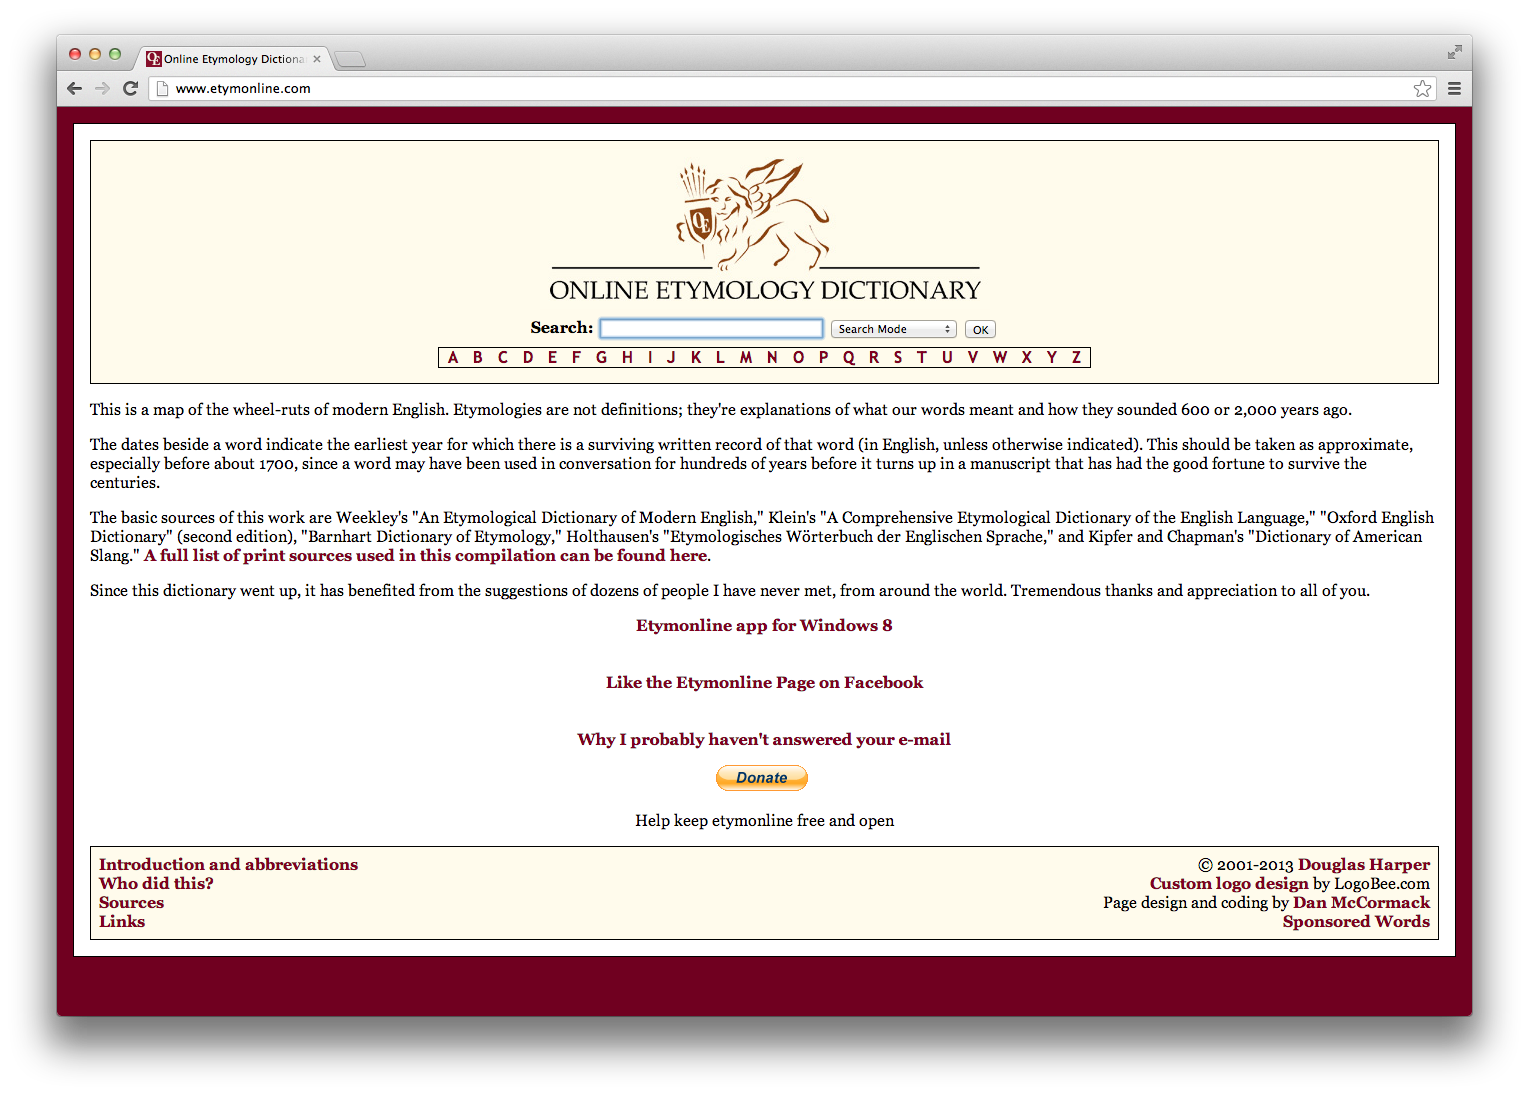 Online Etymology Dictiona
www.etymonline.com
OE
ONLINE ETYMOLOGY DICTIONARY
Search: Search Mode OK
A B C D E F G H I J K L M N O P Q R S T U V W X Y Z
This is a map of the wheel-ruts of modern English. Etymologies are not definitions; they're explanations of what our words meant and how they sounded 600 or 2,000 years ago.
The dates beside a word indicate the earliest year for which there is a surviving written record of that word (in English, unless otherwise indicated). This should be taken as approximate,
especially before about 1700, since a word may have been used in conversation for hundreds of years before it turns up in a manuscript that has had the good fortune to survive the
centuries.
The basic sources of this work are Weekley's "An Etymological Dictionary of Modern English," Klein's "A Comprehensive Etymological Dictionary of the English Language," "Oxford English
Dictionary" (second edition), "Barnhart Dictionary of Etymology," Holthausen's "Etymologisches Wörterbuch der Englischen Sprache," and Kipfer and Chapman's "Dictionary of American
Slang." A full list of print sources used in this compilation can be found here.
Since this dictionary went up, it has benefited from the suggestions of dozens of people I have never met, from around the world. Tremendous thanks and appreciation to all of you.
Etymonline app for Windows 8
Like the Etymonline Page on Facebook
Why I probably haven't answered your e-mail
Donate
Help keep etymonline free and open
Introduction and abbreviations
Who did this?
Sources
Links
© 2001-2013 Douglas Harper
Custom logo design by LogoBee.com
Page design and coding by Dan McCormack
Sponsored Words